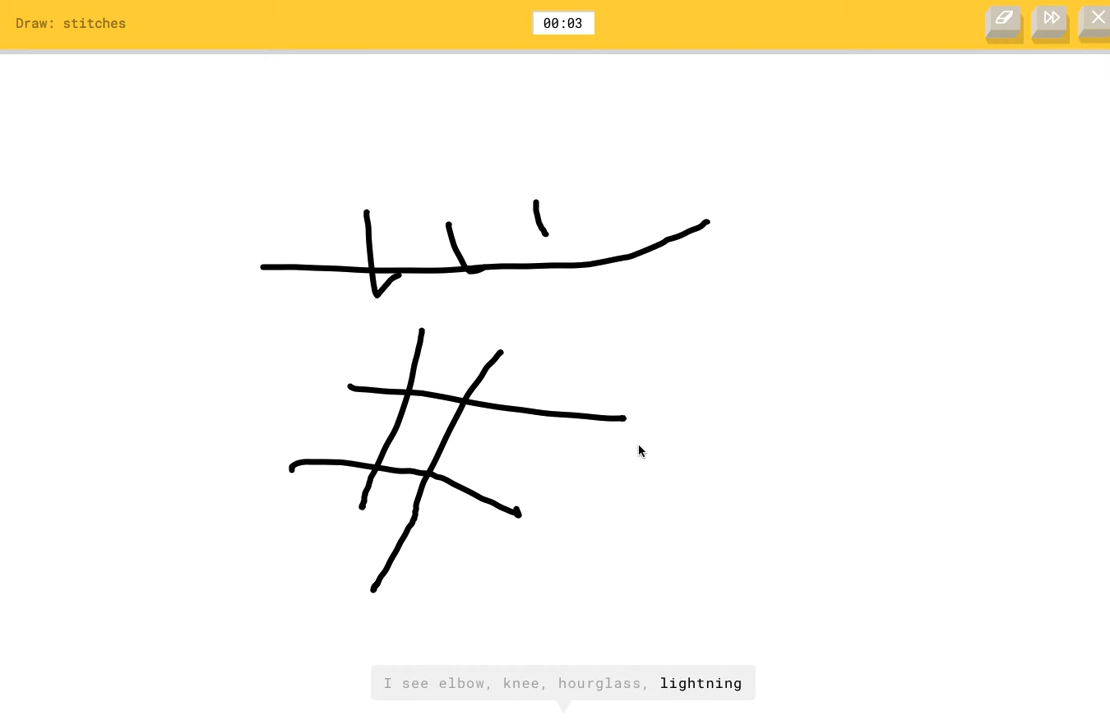 Draw: stitches
00:03
I see elbow, knee, hourglass, lightning